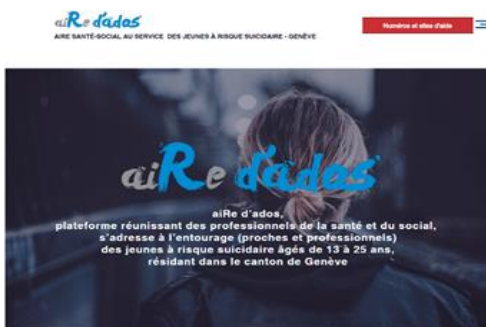 aiRe d'ados
AIRE SANTÉ-SOCIAL AU SERVICE DES JEUNES À RISQUE SUICIDAIRE - GENÈVE
Numéros et sites d'aide
aiRe d'ados
aiRe d'ados,
plateforme réunissant des professionnels de la santé et du social,
s'adresse à l'entourage (proches et professionnels)
des jeunes à risque suicidaire âgés de 13 à 25 ans,
résidant dans le canton de Genève